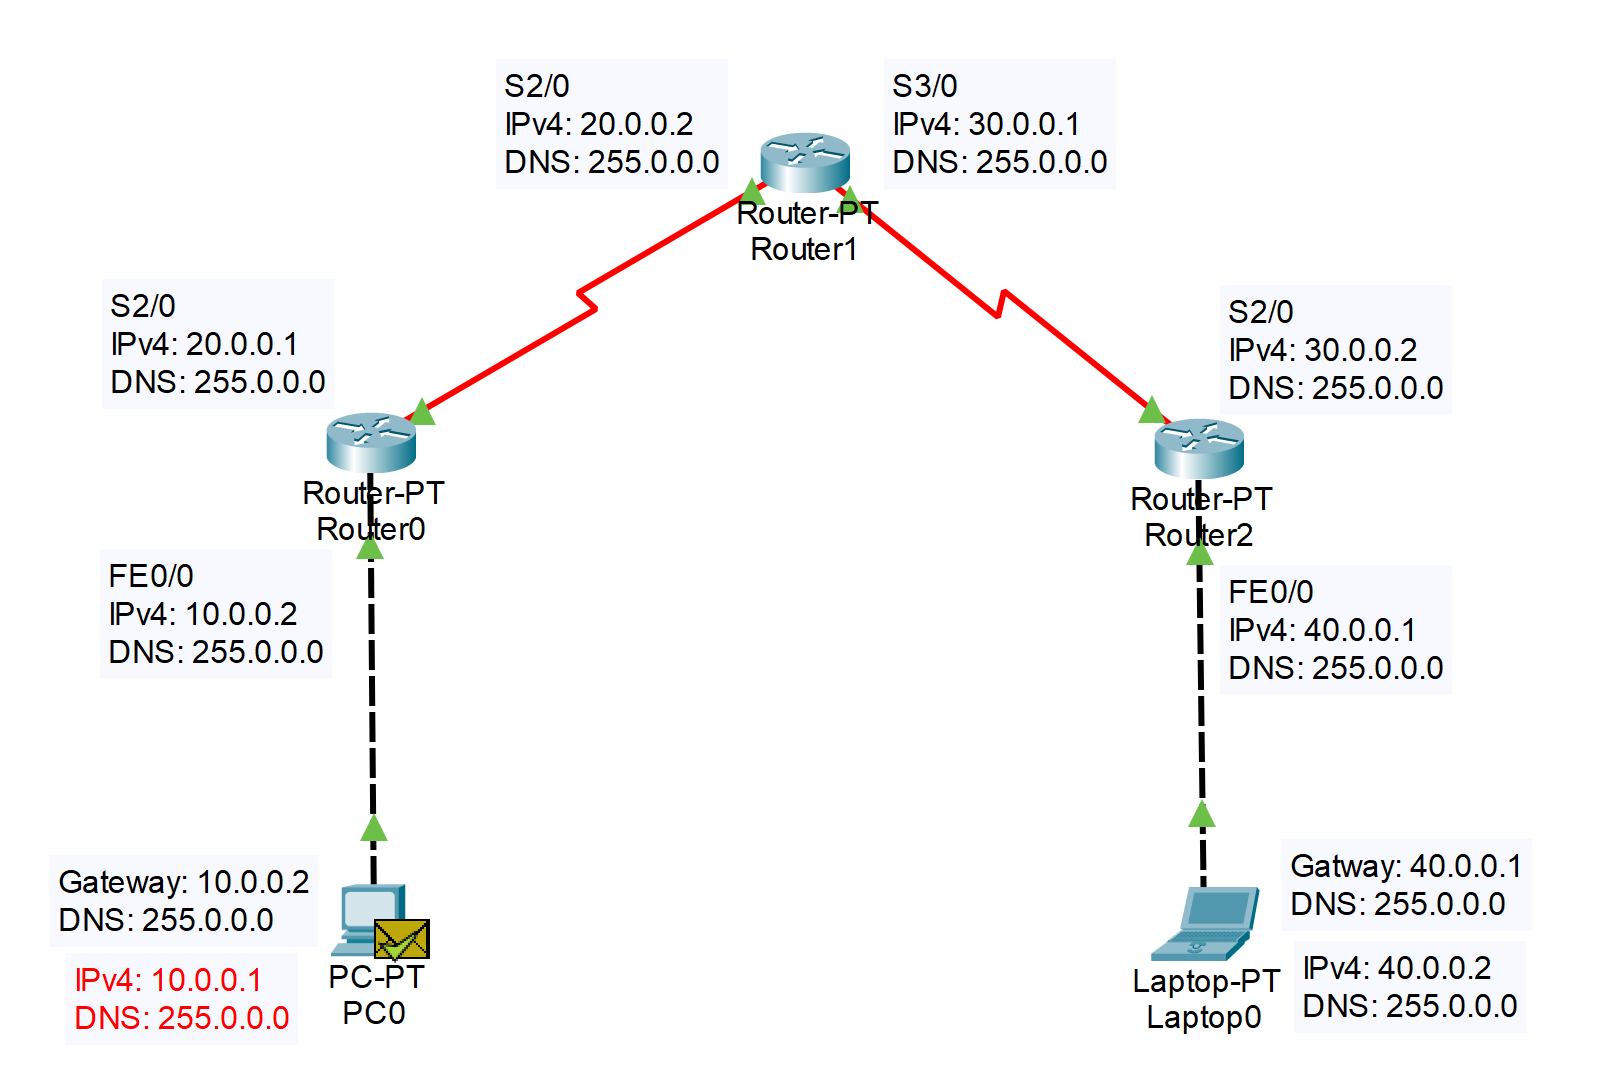 S2/0
IPv4: 20.0.0.2
DNS: 255.0.0.0
S3/0
IPv4: 30.0.0.1
DNS: 255.0.0.0
Router-PT
Router1
S2/0
IPv4: 20.0.0.1
DNS: 255.0.0.0
S2/0
IPv4: 30.0.0.2
DNS: 255.0.0.0
Router-PT
Router0
Router-PT
Router2
FE0/0
IPv4: 10.0.0.2
DNS: 255.0.0.0
FE0/0
IPv4: 40.0.0.1
DNS: 255.0.0.0
Gateway: 10.0.0.2
DNS: 255.0.0.0
IPv4: 10.0.0.1
DNS: 255.0.0.0
PC-PT
PC0
Laptop-PT
Laptop0
Gatway: 40.0.0.1
DNS: 255.0.0.0
IPv4: 40.0.0.2
DNS: 255.0.0.0